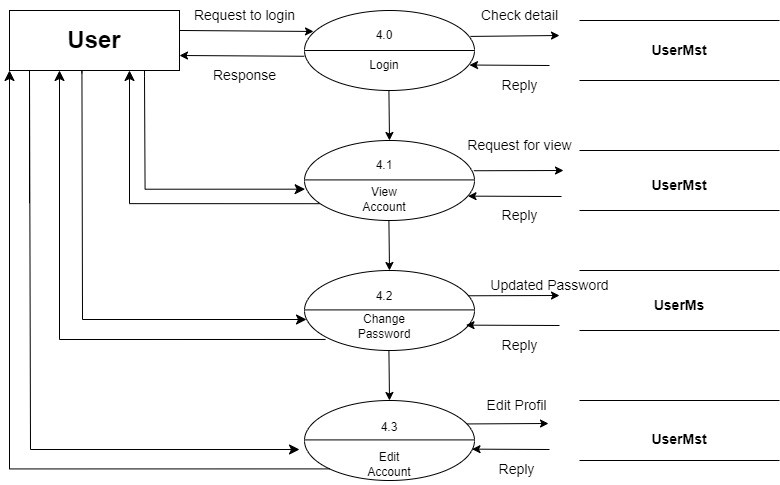 User
Request to login
Response
4.0
Login
Check detail
Reply
UserMst
4.1
View
Account
Request for view
Reply
UserMst
4.2
Change
Password
Updated Password
Reply
UserMs
4.3
Edit
Account
Edit Profil
Reply
UserMst